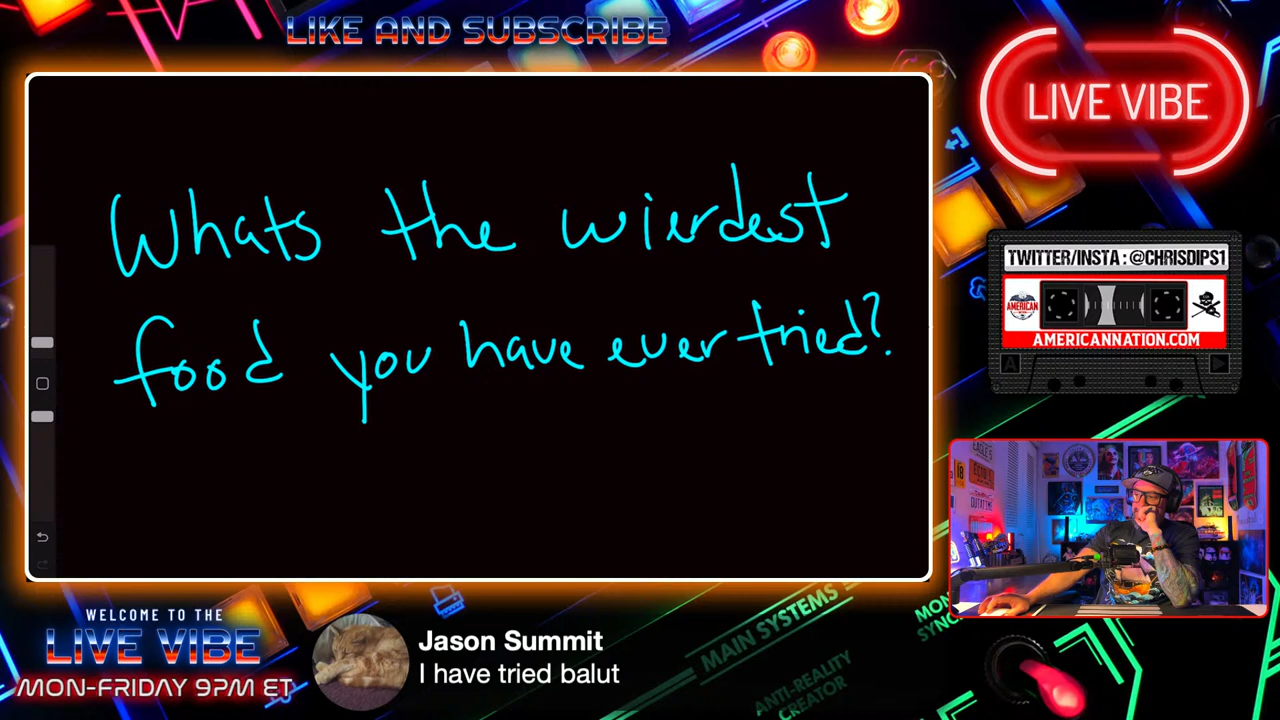 LIKE AND SUBSCRIBE
LIVE VIBE
Whats the wierdest
food you have ever tried?
TWITTER/INSTA : @CHRISDIPS1
AMERICAN
AMERICANNATION.COM
A
WELCOME TO THE
LIVE VIBE
MON-FRIDAY 9PM ET
Jason Summit
I have tried balut
MAIN SYSTEMS
ANTI-REALITY
CREATOR
MON
SYNC